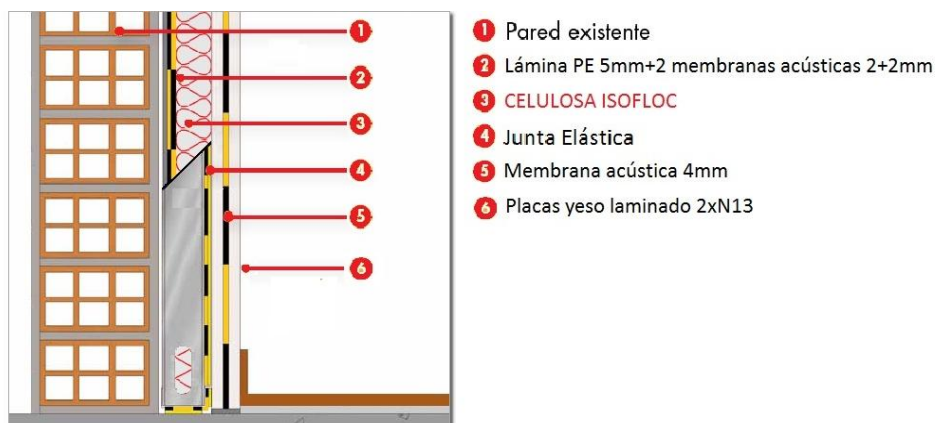 1 Pared existente
2 Lámina PE 5mm+2 membranas acústicas 2+2mm
3 CELULOSA ISOFLOC
4 Junta Elástica
5 Membrana acústica 4mm
6 Placas yeso laminado 2xN13
1
2
3
4
5
6